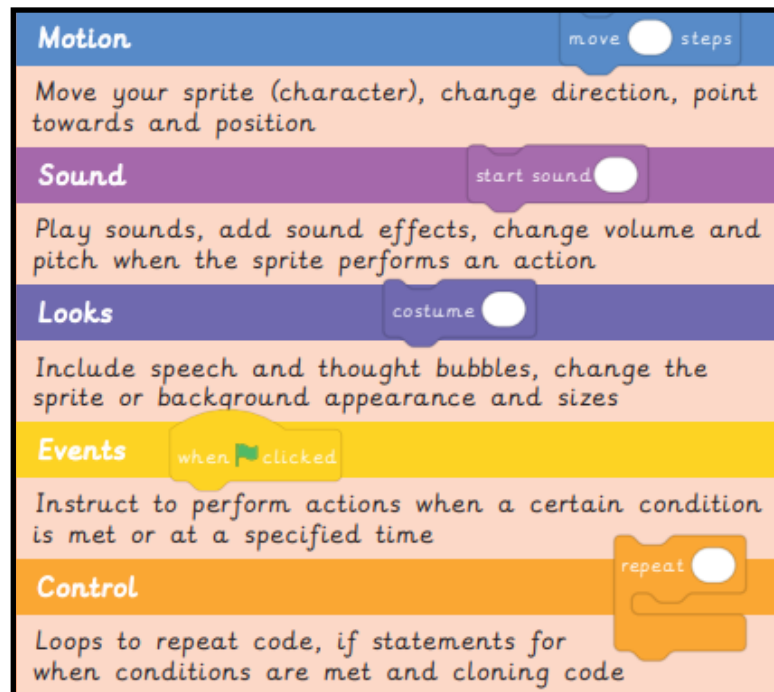 Motion
move steps
Move your sprite (character), change direction, point
towards and position
Sound
start sound
Play sounds, add sound effects, change volume and
pitch when the sprite performs an action
Looks
costume
Include speech and thought bubbles, change the
sprite or background appearance and sizes
Events
when clicked
Instruct to perform actions when a certain condition
is met or at a specified time
Control
repeat
Loops to repeat code, if statements for
when conditions are met and cloning code